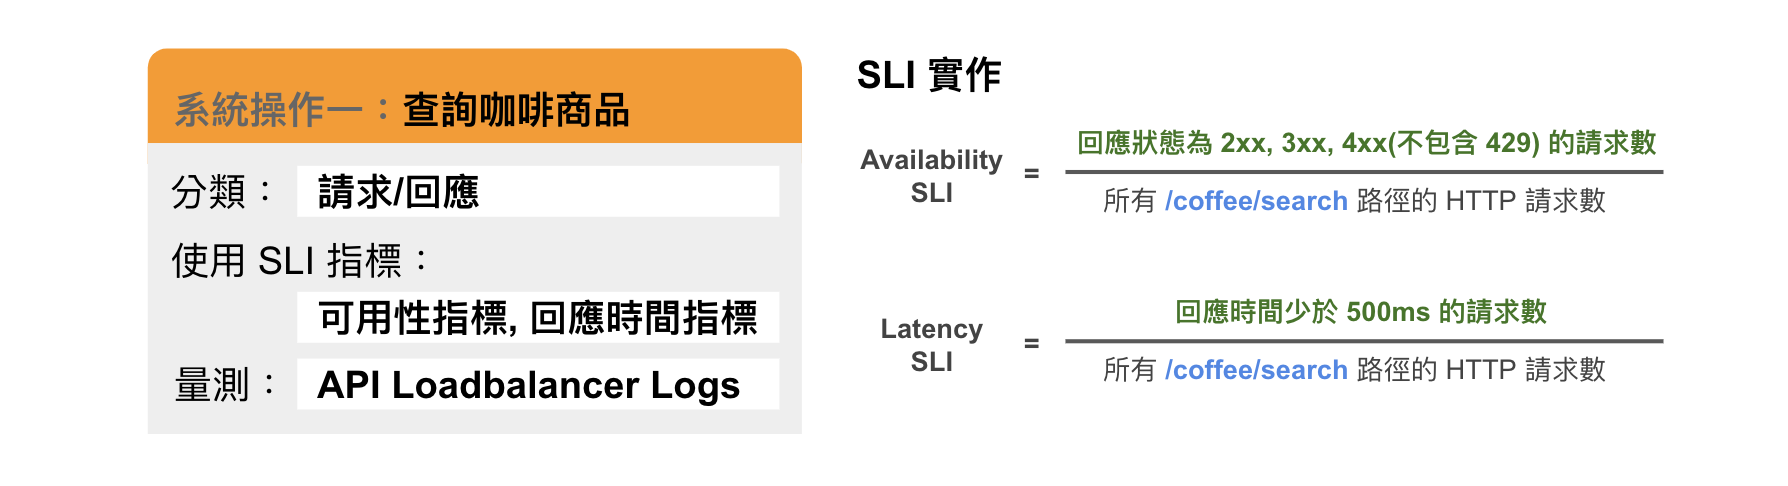 系統操作一：查詢咖啡商品
分類：
請求/回應
使用 SLI 指標：
可用性指標, 回應時間指標
量測：
API Loadbalancer Logs
SLI 實作
Availability
SLI
=
回應狀態為 2xx, 3xx, 4xx(不包含 429) 的請求數
所有 /coffee/search 路徑的 HTTP 請求數
Latency
SLI
=
回應時間少於 500ms 的請求數
所有 /coffee/search 路徑的 HTTP 請求數